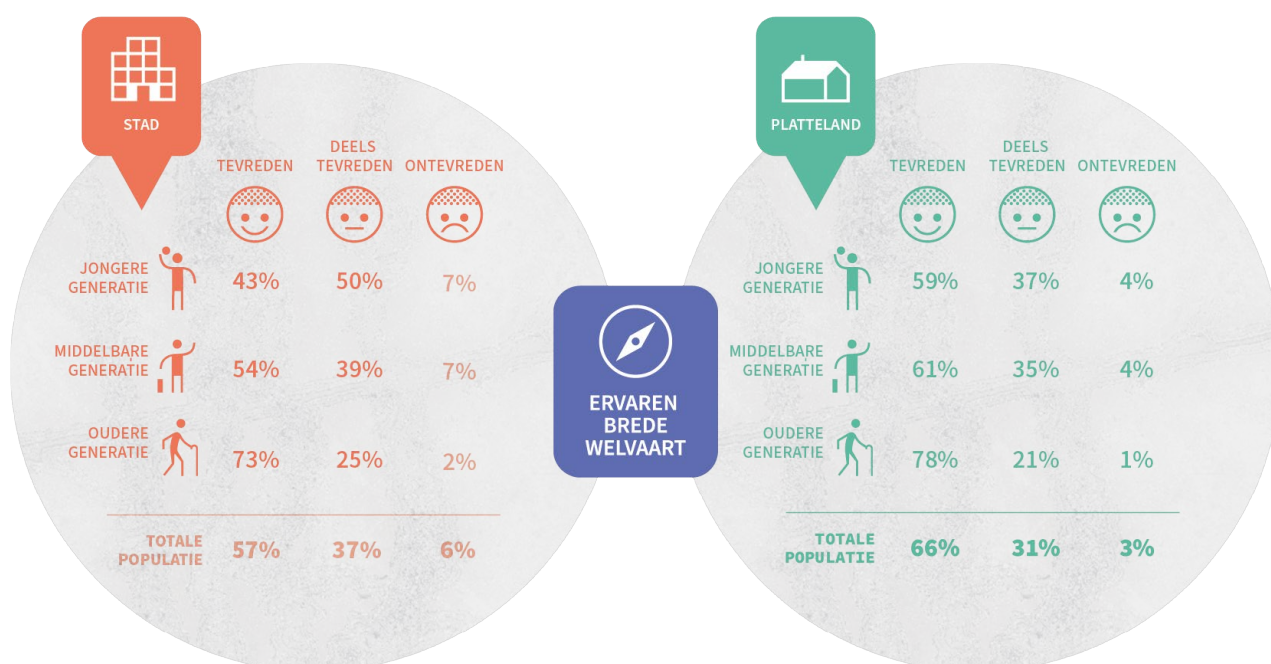 STAD
TEVREDEN
DEELS
TEVREDEN
ONTEVREDEN
JONGERE
GENERATIE
43% 50% 7%
MIDDELBARE
GENERATIE
54% 39% 7%
OUDERE
GENERATIE
73% 25% 2%
TOTALE
POPULATIE
57% 37% 6%
ERVAREN
BREDE
WELVAART
PLATTELAND
TEVREDEN
DEELS
TEVREDEN
ONTEVREDEN
JONGERE
GENERATIE
59% 37% 4%
MIDDELBARE
GENERATIE
61% 35% 4%
OUDERE
GENERATIE
78% 21% 1%
TOTALE
POPULATIE
66% 31% 3%